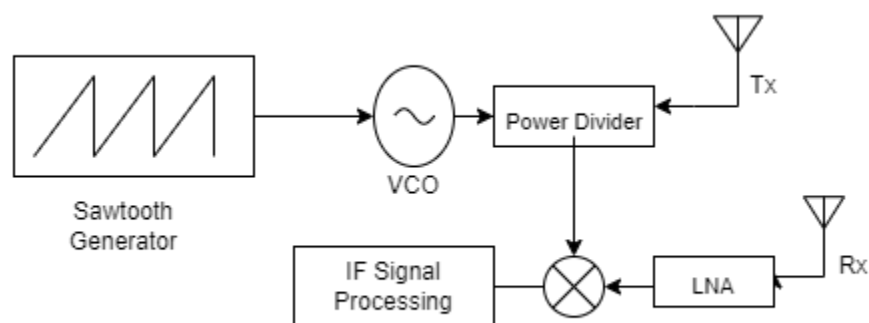 Tx
Power Divider
VCO
Sawtooth
Generator
Rx
IF Signal
Processing
LNA